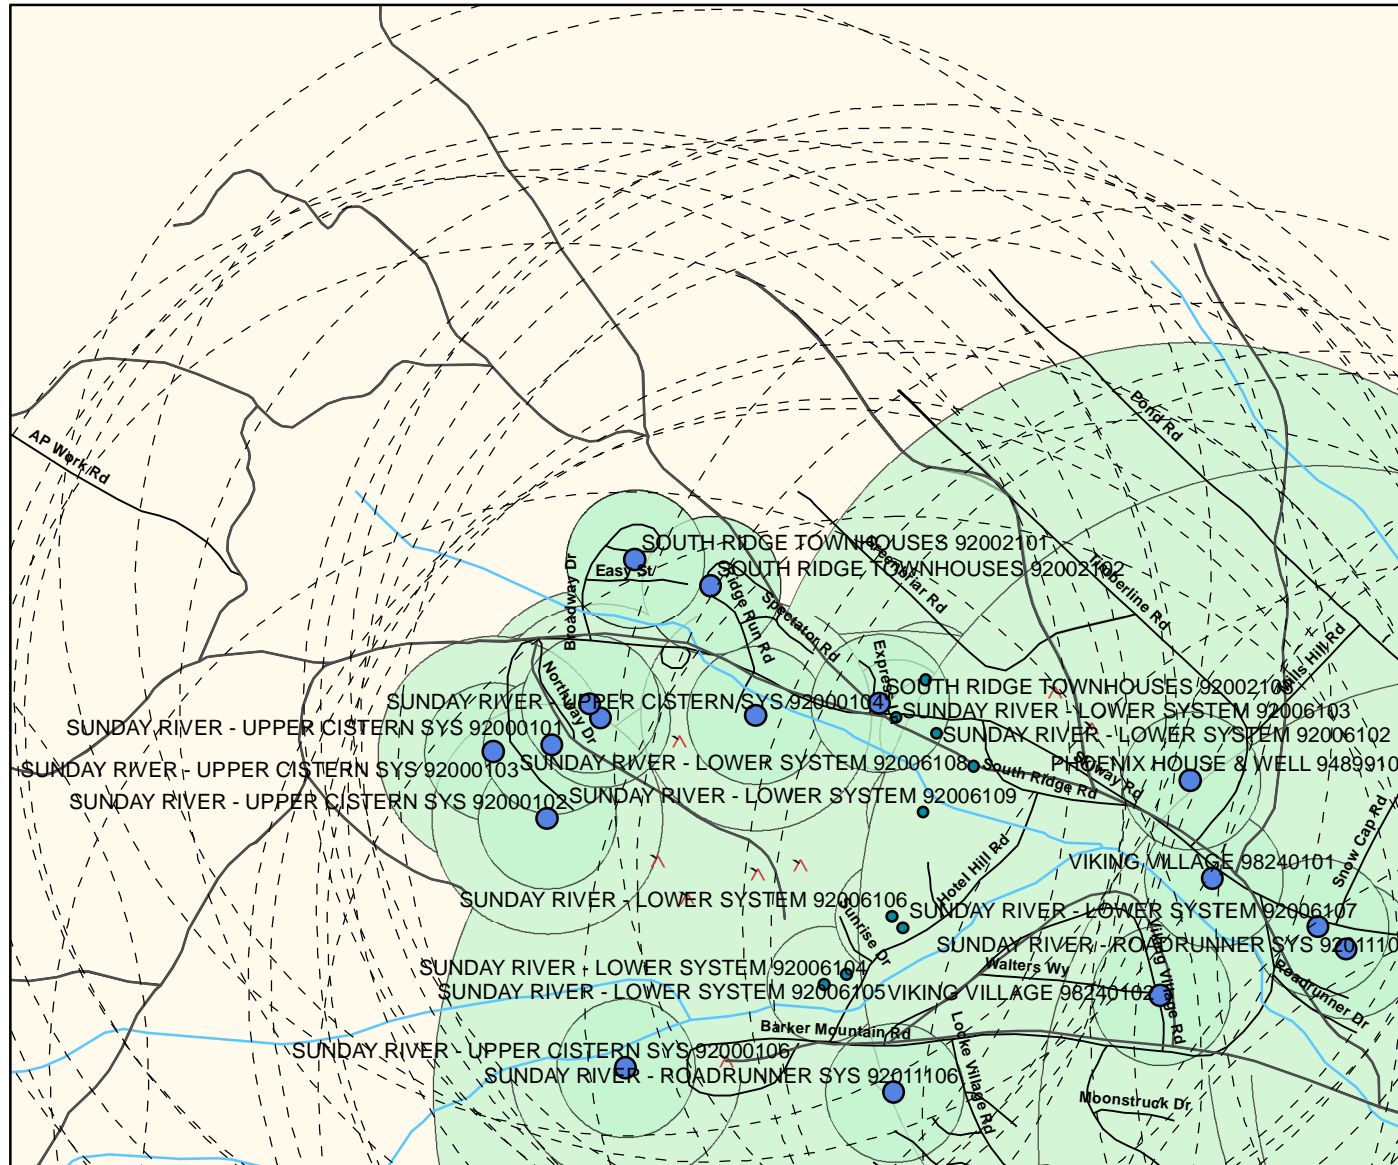 Pond Rd
AP Work Rd
SOUTH RIDGE TOWNHOUSES 92002101
Greenbriar Rd
Timberline Rd
Broadway Dr
Easy St
SOUTH RIDGE TOWNHOUSES 92002102
Ridge Run Rd
Spectator Rd
Mills Hill Rd
Northway Dr
SOUTH RIDGE TOWNHOUSES 92002103
SUNDAY RIVER - UPPER CISTERN SYS 92000104
SUNDAY RIVER - LOWER SYSTEM 92006103
SUNDAY RIVER - UPPER CISTERN SYS 92000101
SUNDAY RIVER - LOWER SYSTEM 92006102
SUNDAY RIVER - UPPER CISTERN SYS 92000103
SUNDAY RIVER - LOWER SYSTEM 92006108
South Ridge Rd
PHOENIX HOUSE & WELL 9489910
SUNDAY RIVER - UPPER CISTERN SYS 92000102
SUNDAY RIVER - LOWER SYSTEM 92006109
Snow Cap Rd
VIKING VILLAGE 98240101
Hotel Hill Rd
SUNDAY RIVER - LOWER SYSTEM 92006106
SUNDAY RIVER - LOWER SYSTEM 92006107
Sunrise Dr
SUNDAY RIVER - ROADRUNNER SYS 9201110
Viking Village Rd
SUNDAY RIVER - LOWER SYSTEM 92006104
Walters Wy
Roadrunner Dr
SUNDAY RIVER - LOWER SYSTEM 92006105
VIKING VILLAGE 98240102
Barker Mountain Rd
SUNDAY RIVER - UPPER CISTERN SYS 92000106
Locke Village Rd
SUNDAY RIVER - ROADRUNNER SYS 92011106
Moonstruck Dr